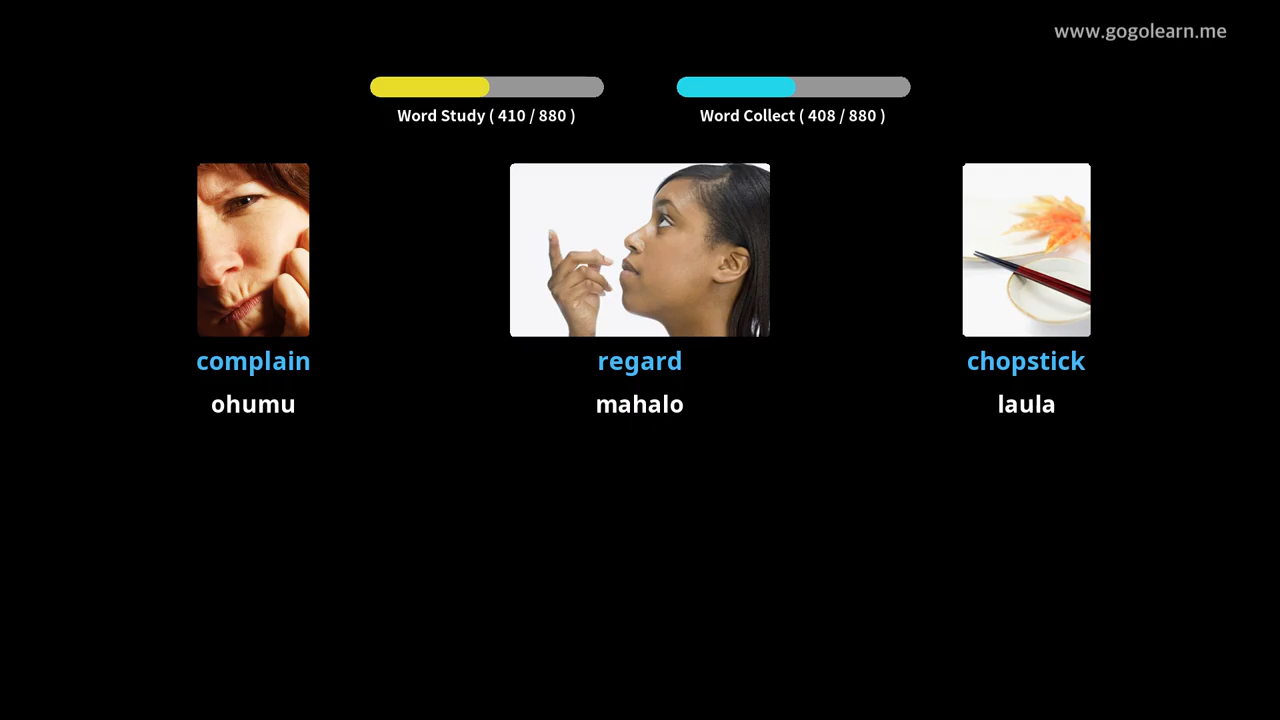 www.gogolearn.me
Word Study ( 410 / 880 )
Word Collect ( 408 / 880 )
complain
regard
chopstick
ohumu
mahalo
laula